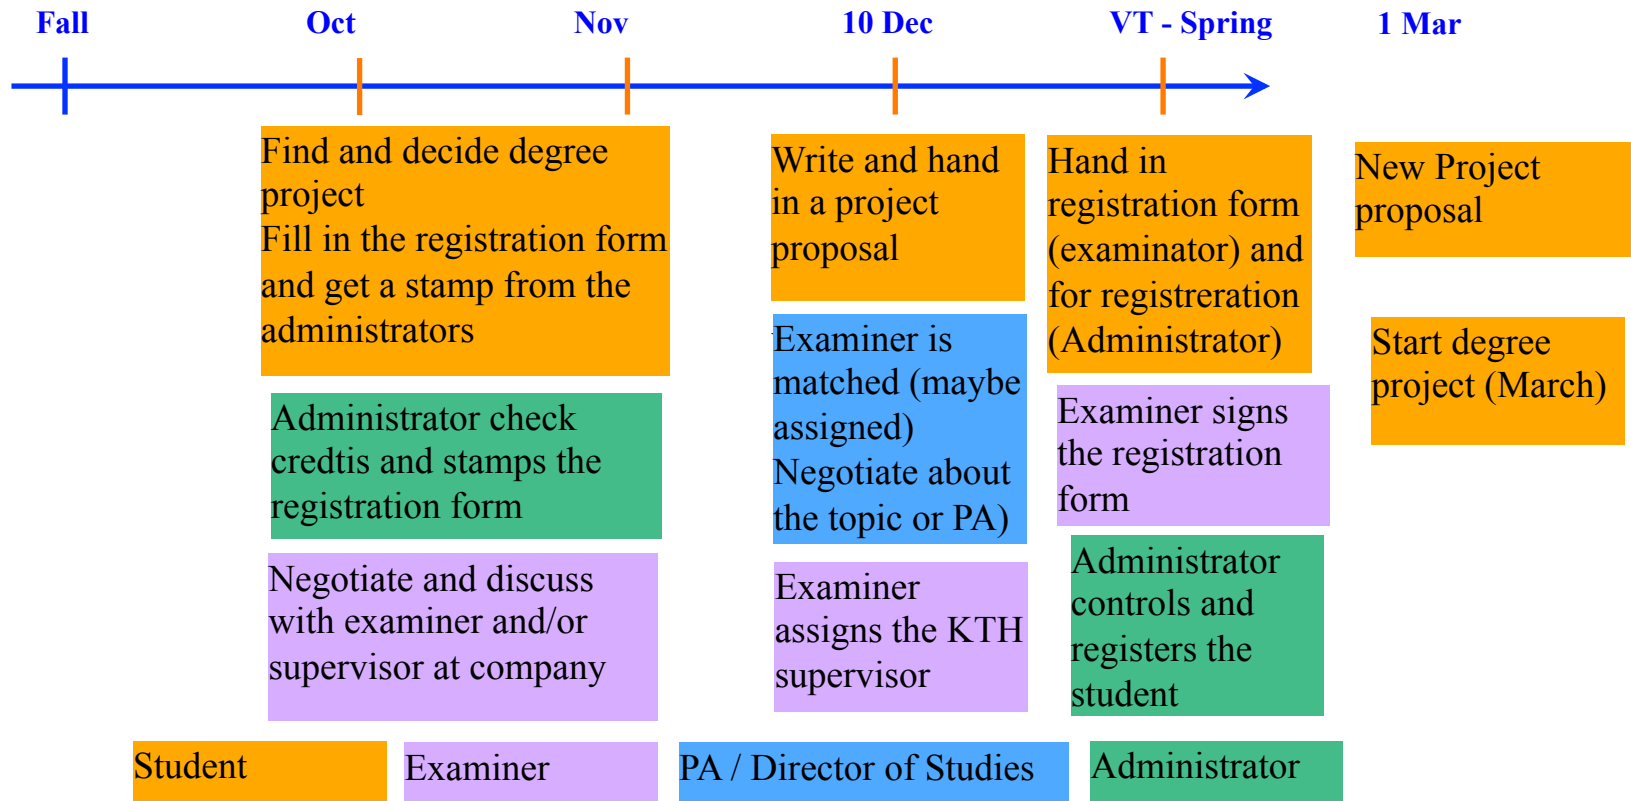 Fall
Oct
Nov
10 Dec
VT - Spring
1 Mar
Find and decide degree
project
Fill in the registration form
and get a stamp from the
administrators
Administrator check
credtis and stamps the
registration form
Negotiate and discuss
with examiner and/or
supervisor at company
Write and hand
in a project
proposal
Examiner is
matched (maybe
assigned)
Negotiate about
the topic or PA)
Examiner
assigns the KTH
supervisor
Hand in
registration form
(examinator) and
for registreration
(Administrator)
Examiner signs
the registration
form
Administrator
controls and
registers the
student
New Project
proposal
Start degree
project (March)
Student
Examiner
PA / Director of Studies
Administrator